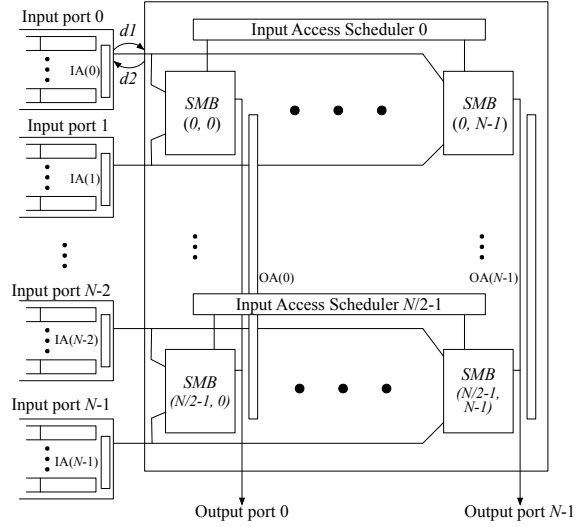 Input port 0
d1
d2
IA(0)
Input Access Scheduler 0
SMB
(0, 0)
SMB
(0, N-1)
Input port 1
IA(1)
OA(0)
OA(N-1)
Input port N-2
IA(N-2)
Input Access Scheduler N/2-1
SMB
(N/2-1, 0)
SMB
(N/2-1,
N-1)
Input port N-1
IA(N-1)
Output port 0
Output port N-1